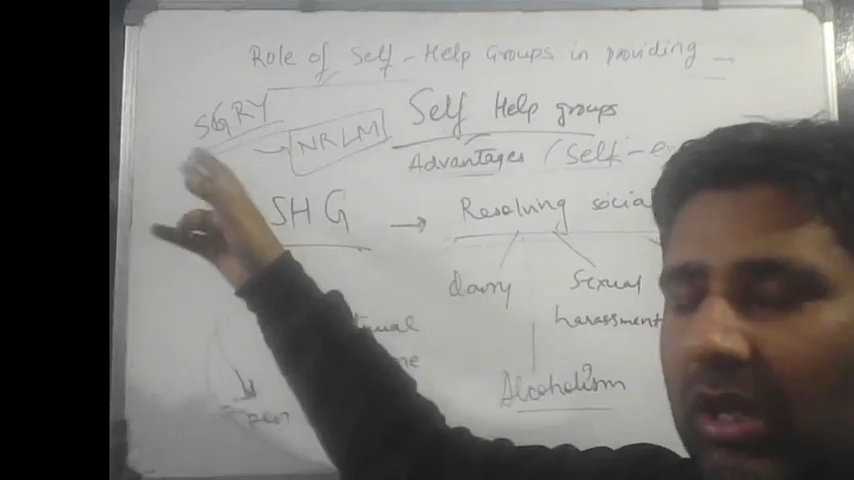 Role of Self-Help Groups in providing →
SGRY
Self Help groups
→ NRLM
Advantages (Self-e
SHG → Resolving social
dowry
Sexual
harassment
Alcoholism
pen